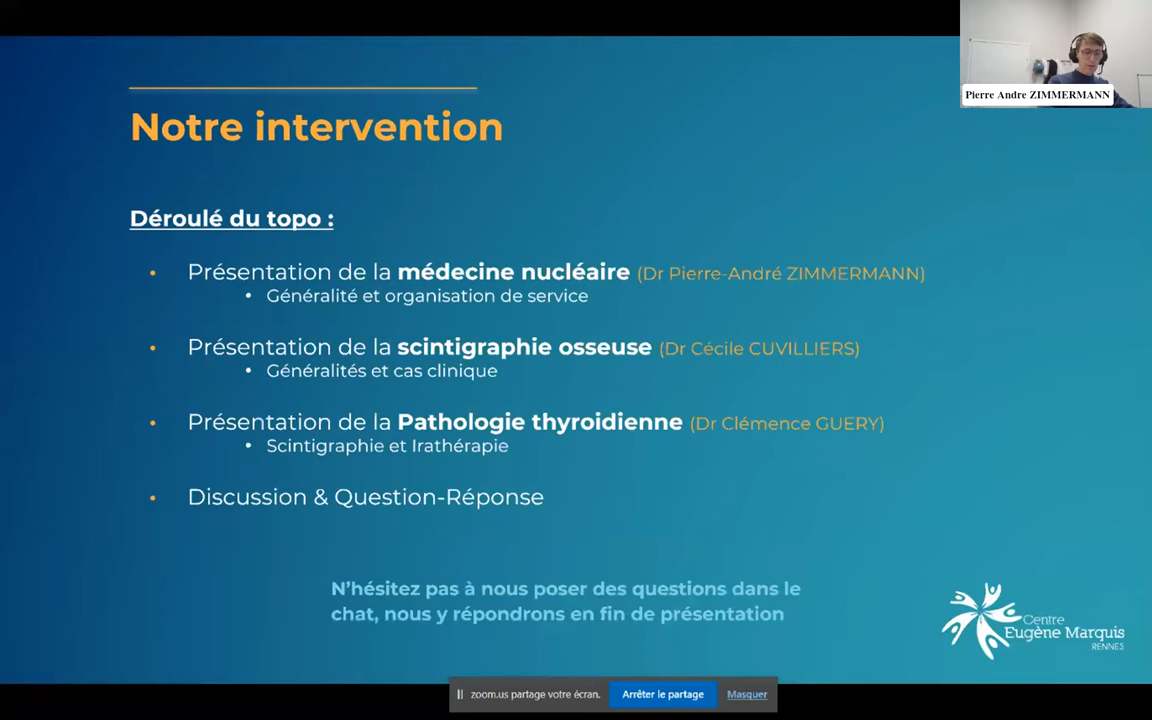 Pierre Andre ZIMMERMANN
Notre intervention
Déroulé du topo :
• Présentation de la médecine nucléaire (Dr Pierre-André ZIMMERMANN)
• Généralité et organisation de service
• Présentation de la scintigraphie osseuse (Dr Cécile CUVILLIERS)
• Généralités et cas clinique
• Présentation de la Pathologie thyroidienne (Dr Clémence GUERY)
• Scintigraphie et Irathérapie
• Discussion & Question-Réponse
N'hésitez pas à nous poser des questions dans le
chat, nous y répondrons en fin de présentation
Centre
Eugène Marquis
RENNES
zoom.us partage votre écran. Arrêter le partage Masquer